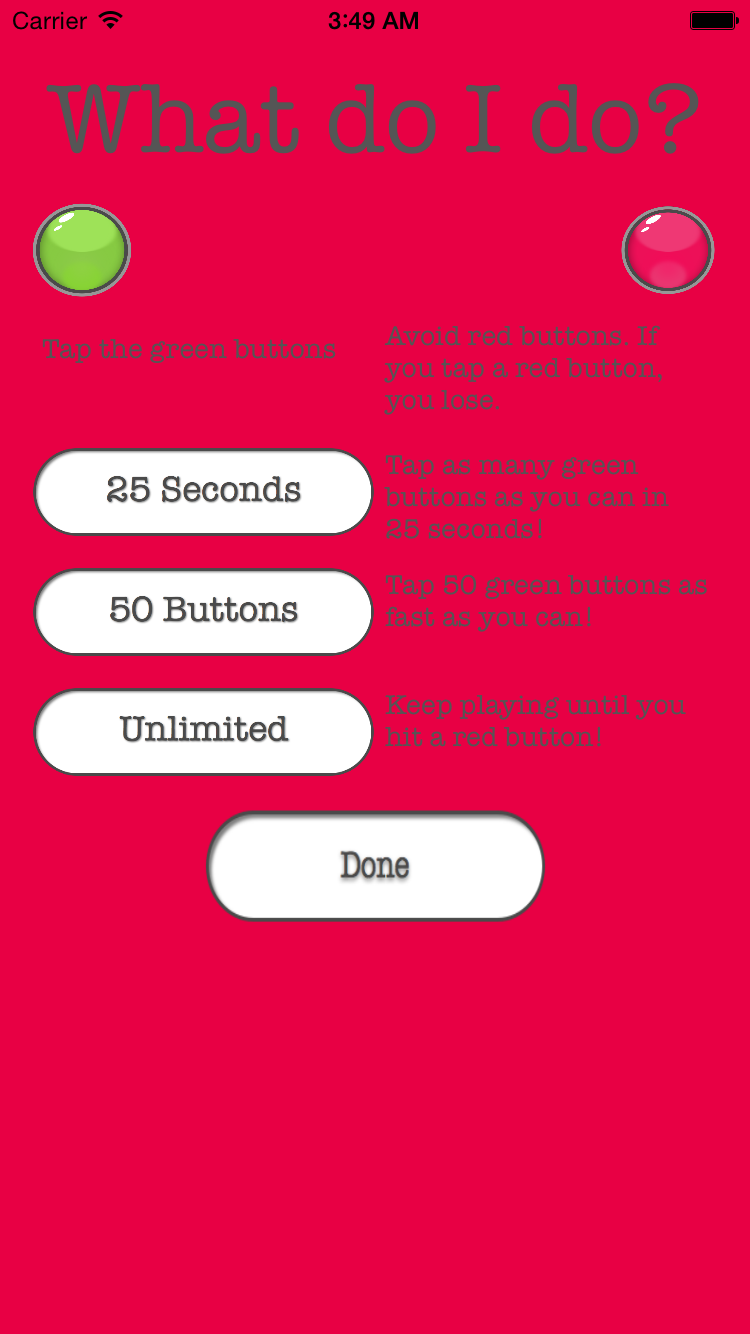 Carrier 3:49 AM
What do I do?
Tap the green buttons
Avoid red buttons. If
you tap a red button,
you lose.
25 Seconds
Tap as many green
buttons as you can in
25 seconds!
50 Buttons
Tap 50 green buttons as
fast as you can!
Unlimited
Keep playing until you
hit a red button!
Done